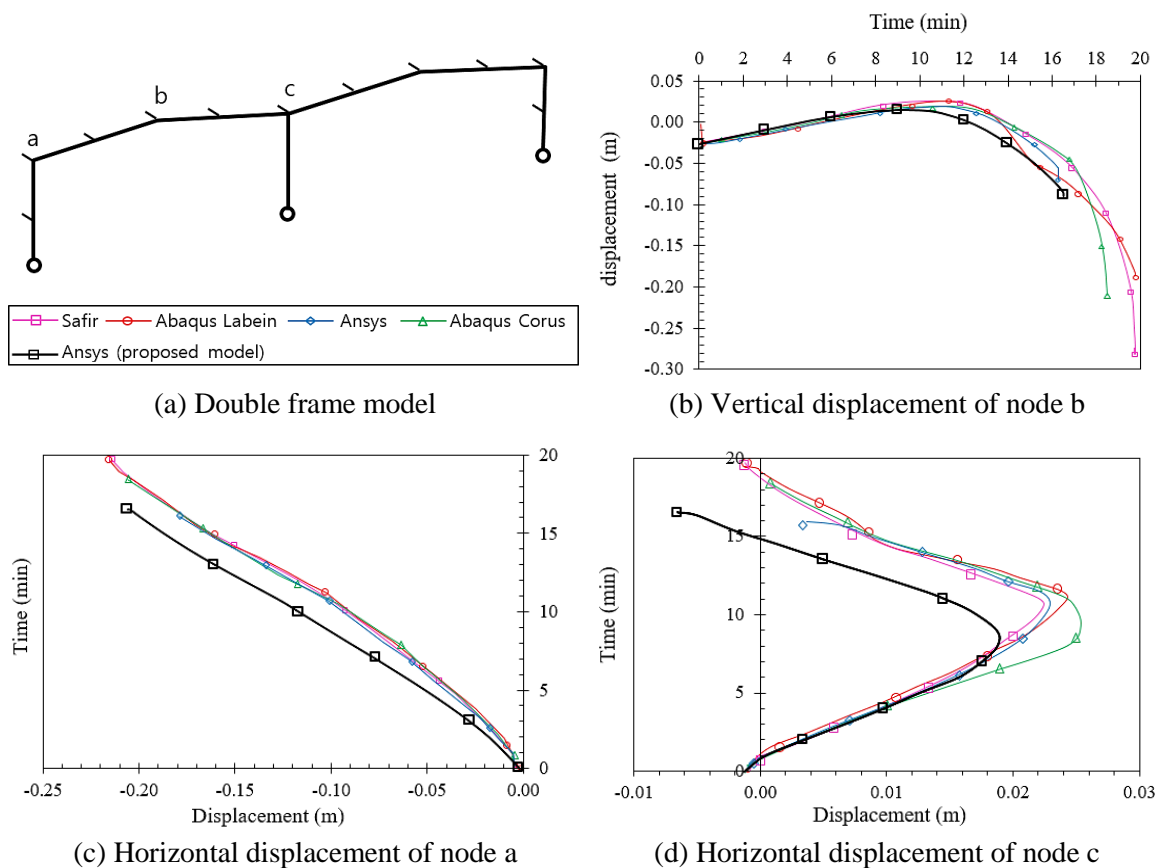 a
b
c
Safir Abaqus Labein Ansys Abaqus Corus
Ansys (proposed model)
(a) Double frame model
Time (min)
0 2 4 6 8 10 12 14 16 18 20
0.05
0.00
-0.05
-0.10
-0.15
-0.20
-0.25
-0.30
displacement (m)
(b) Vertical displacement of node b
20
15
10
5
0
Time (min)
-0.25 -0.20 -0.15 -0.10 -0.05 0.00
Displacement (m)
(c) Horizontal displacement of node a
20
15
10
5
0
Time (min)
-0.01 0.00 0.01 0.02 0.03
Displacement (m)
(d) Horizontal displacement of node c